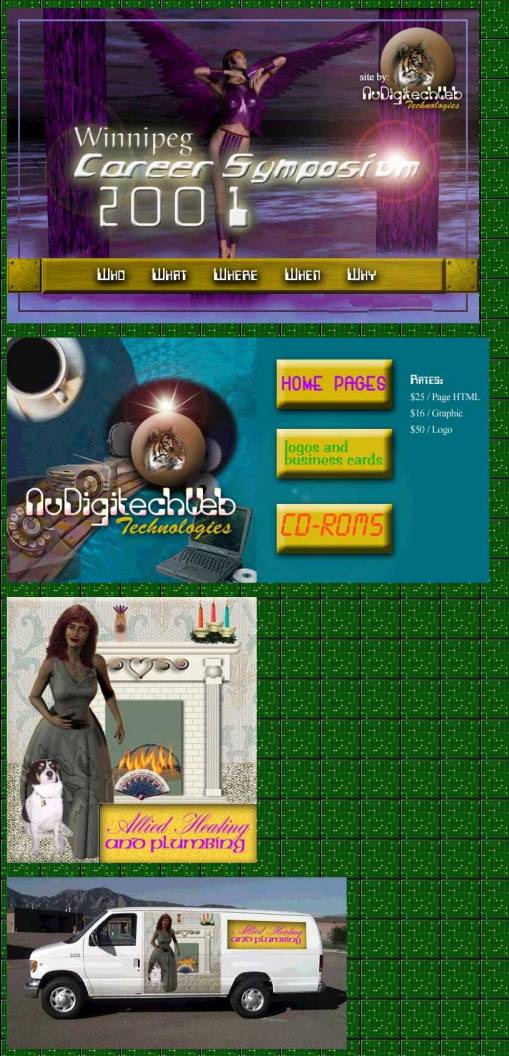 site by:
NuDigitechWeb
Technologies
Winnipeg
Career Symposium
2001
Who What Where When Why
HOME PAGES
logos and
business cards
CD-ROMS
Rates:
$25 / Page HTML
$16 / Graphic
$50 / Logo
NuDigitechWeb
Technologies
Allied Heating
and plumbing
Allied Heating
and plumbing